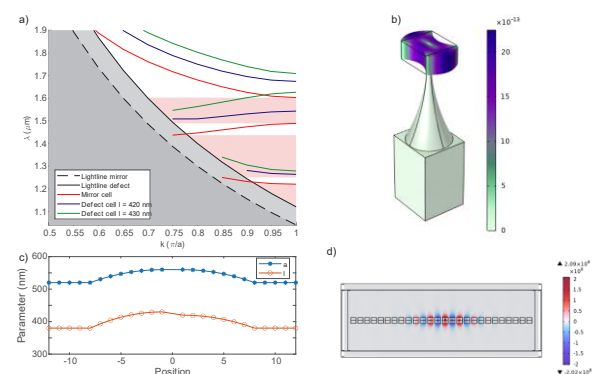 a)
1.9
1.8
1.7
1.6
1.5
1.4
1.3
1.2
1.1
λ (μm)
Lightline mirror
Lightline defect
Mirror cell
Defect cell l = 420 nm
Defect cell l = 430 nm
0.5 0.55 0.6 0.65 0.7 0.75 0.8 0.85 0.9 0.95 1
k (π/a)
b)
×10⁻¹³
20
15
10
5
0
c)
600
500
400
300
Parameter (nm)
a
l
-10 -5 0 5 10
Position
d)
▲ 2.09×10⁸
×10⁸
2
1.5
1
0.5
0
-0.5
-1
-1.5
-2
▼ -2.02×10⁸